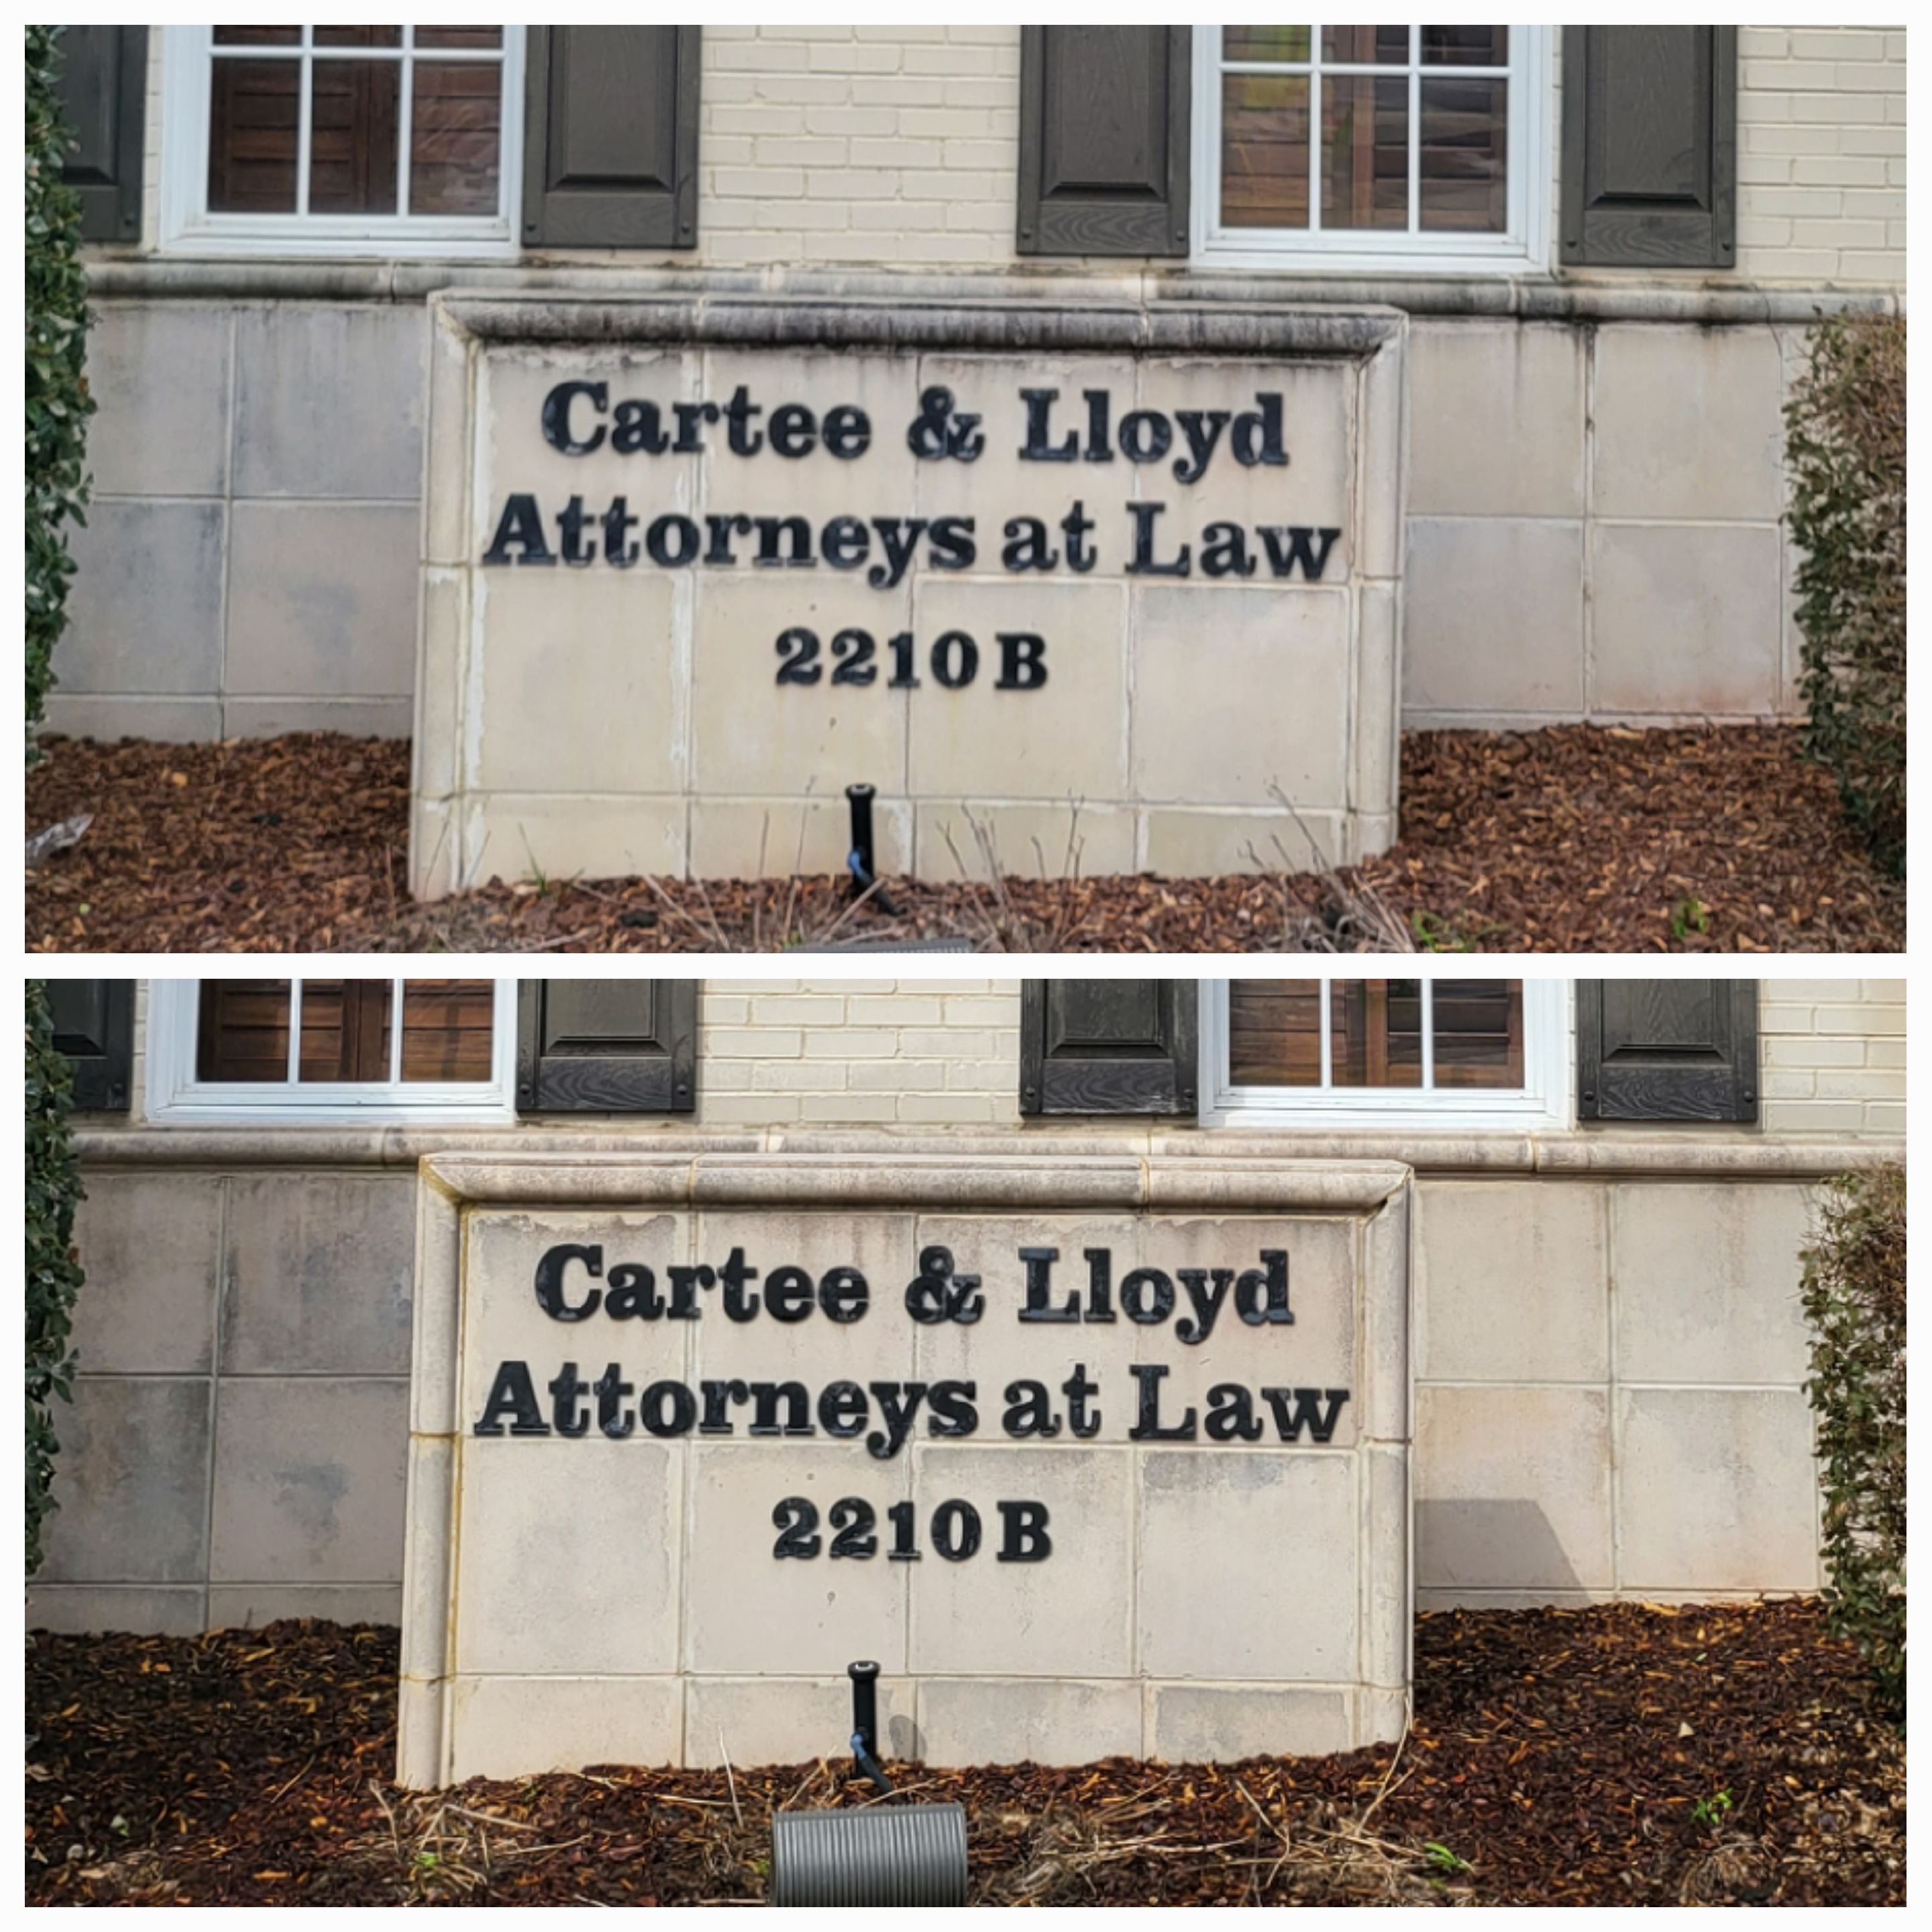 Cartee & Lloyd
Attorneys at Law
2210 B
Cartee & Lloyd
Attorneys at Law
2210 B